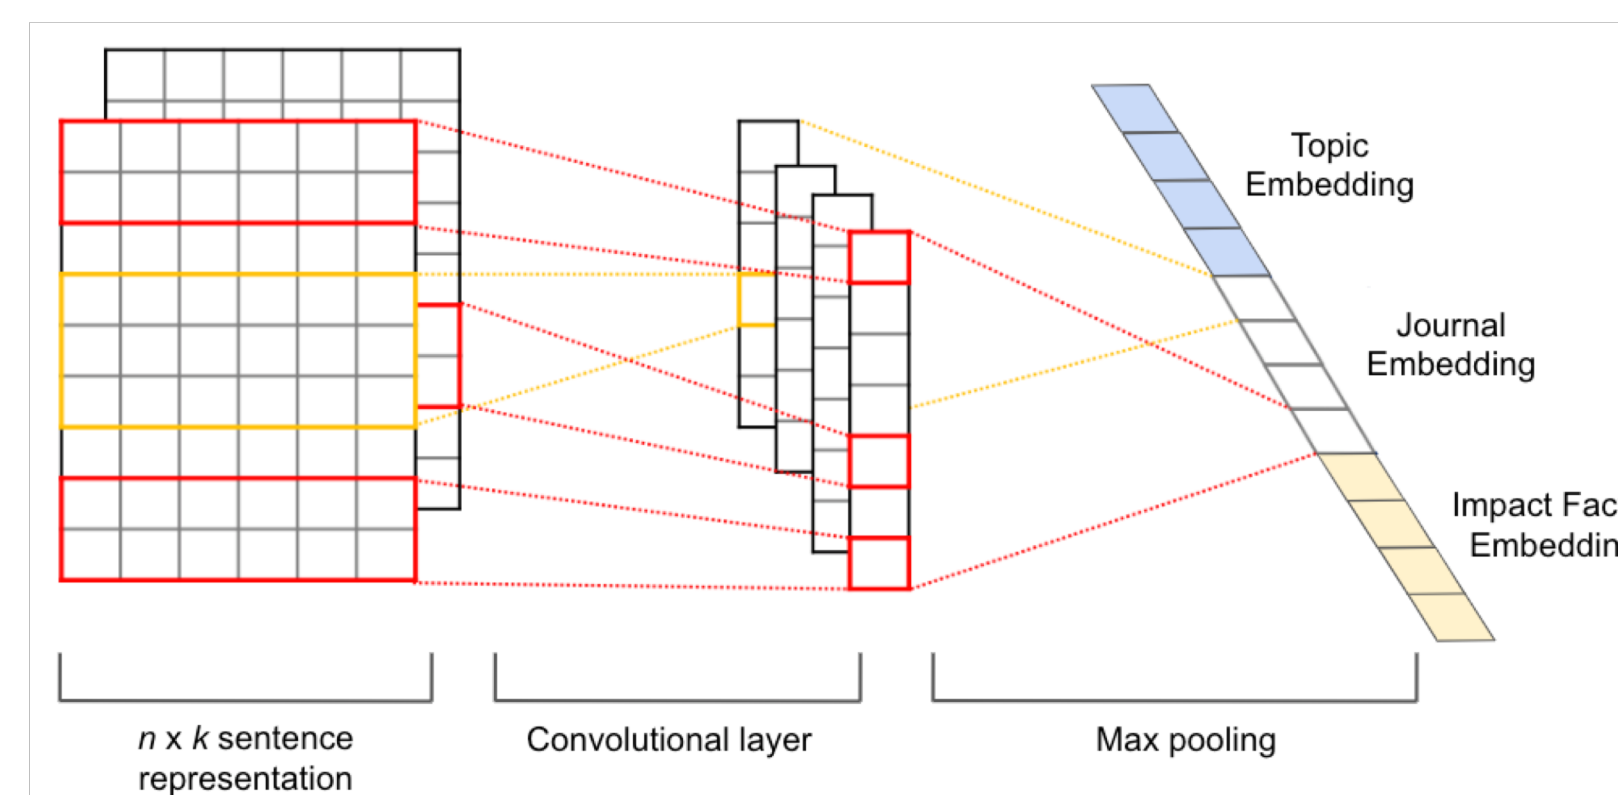 Topic
Embedding
Journal
Embedding
Impact Fac
Embeddin
n x k sentence
representation
Convolutional layer
Max pooling